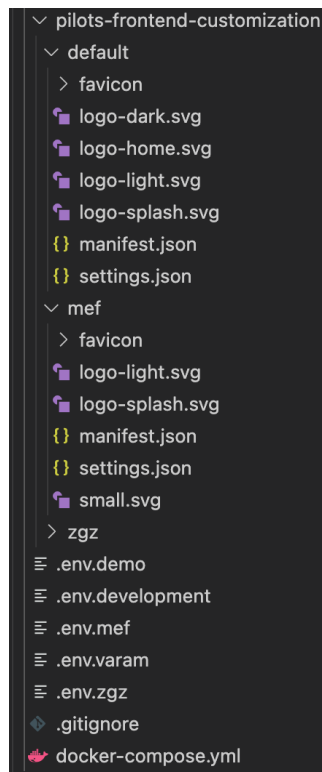 pilots-frontend-customization
default
favicon
logo-dark.svg
logo-home.svg
logo-light.svg
logo-splash.svg
{} manifest.json
{} settings.json
mef
favicon
logo-light.svg
logo-splash.svg
{} manifest.json
{} settings.json
small.svg
zgz
.env.demo
.env.development
.env.mef
.env.varam
.env.zgz
.gitignore
docker-compose.yml